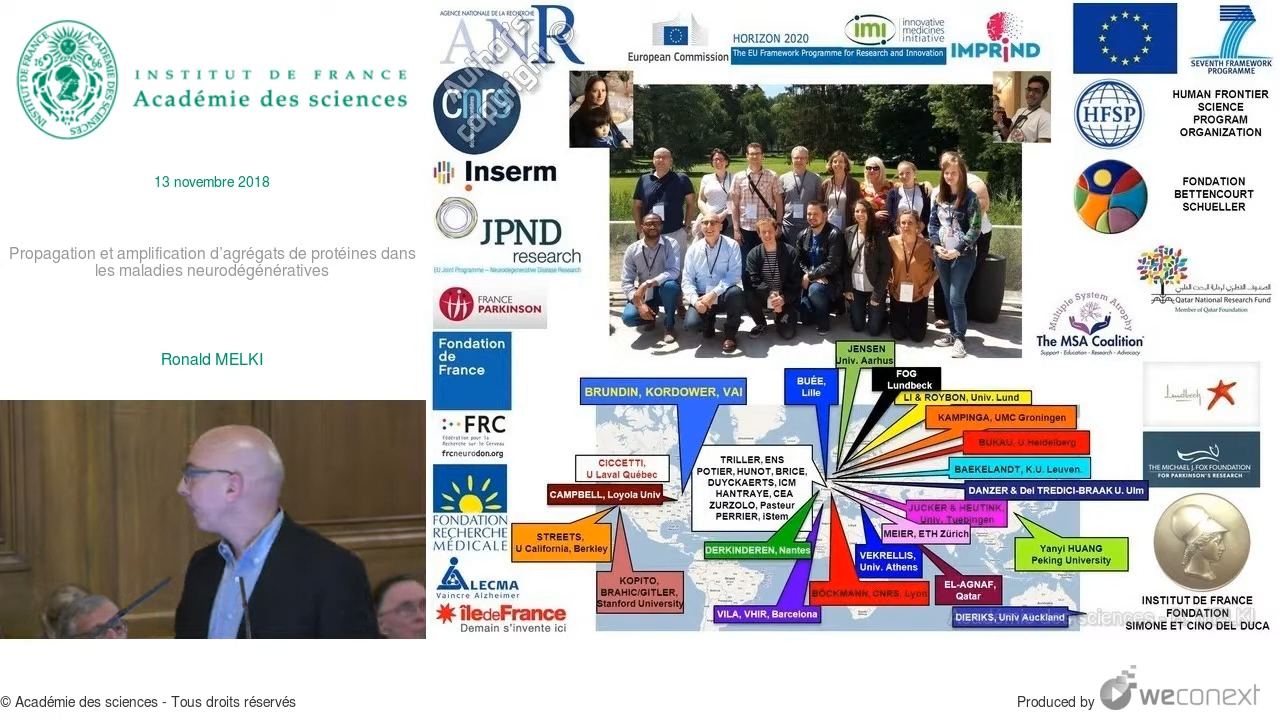 INSTITUT DE FRANCE
Académie des sciences
13 novembre 2018
Propagation et amplification d'agrégats de protéines dans
les maladies neurodégénératives
Ronald MELKI
AGENCE NATIONALE DE LA RECHERCHE
ANR
Author's
Copyright ©
cnrs
Inserm
JPND
research
EU Joint Programme – Neurodegenerative Disease Research
FRANCE
PARKINSON
Fondation
de
France
FRC
Fédération pour la
Recherche sur le Cerveau
frcneurodon.org
FONDATION
RECHERCHE
MÉDICALE
LECMA
Vaincre Alzheimer
îledeFrance
Demain s'invente ici
European Commission
HORIZON 2020
The EU Framework Programme for Research and Innovation
imi
innovative
medicines
initiative
IMPRiND
SEVENTH FRAMEWORK
PROGRAMME
HFSP
HUMAN FRONTIER
SCIENCE
PROGRAM
ORGANIZATION
FONDATION
BETTENCOURT
SCHUELLER
Qatar National Research Fund
Member of Qatar Foundation
Multiple System Atrophy
The MSA Coalition
Support - Education - Research - Advocacy
Lundbeck
THE MICHAEL J. FOX FOUNDATION
FOR PARKINSON'S RESEARCH
INSTITUT DE FRANCE
FONDATION
SIMONE ET CINO DEL DUCA
JENSEN
Univ. Aarhus
BUÉE,
Lille
FOG
Lundbeck
BRUNDIN, KORDOWER, VAI
LI & ROYBON, Univ. Lund
KAMPINGA, UMC Groningen
BUKAU, U.Heidelberg
BAEKELANDT, K.U. Leuven.
DANZER & Del TREDICI-BRAAK U. Ulm
JUCKER & HEUTINK,
Univ. Tuebingen
MEIER, ETH Zürich
TRILLER, ENS
POTIER, HUNOT, BRICE,
DUYCKAERTS, ICM
HANTRAYE, CEA
ZURZOLO, Pasteur
PERRIER, iStem
CICCETTI,
U Laval Québec
CAMPBELL, Loyola Univ
STREETS,
U California, Berkley
KOPITO,
BRAHIC/GITLER,
Stanford University
DERKINDEREN, Nantes
VILA, VHIR, Barcelona
BÖCKMANN, CNRS, Lyon
VEKRELLIS,
Univ. Athens
EL-AGNAF,
Qatar
Yanyi HUANG
Peking University
DIERIKS, Univ Auckland
© Académie des sciences - Tous droits réservés
Produced by weconext